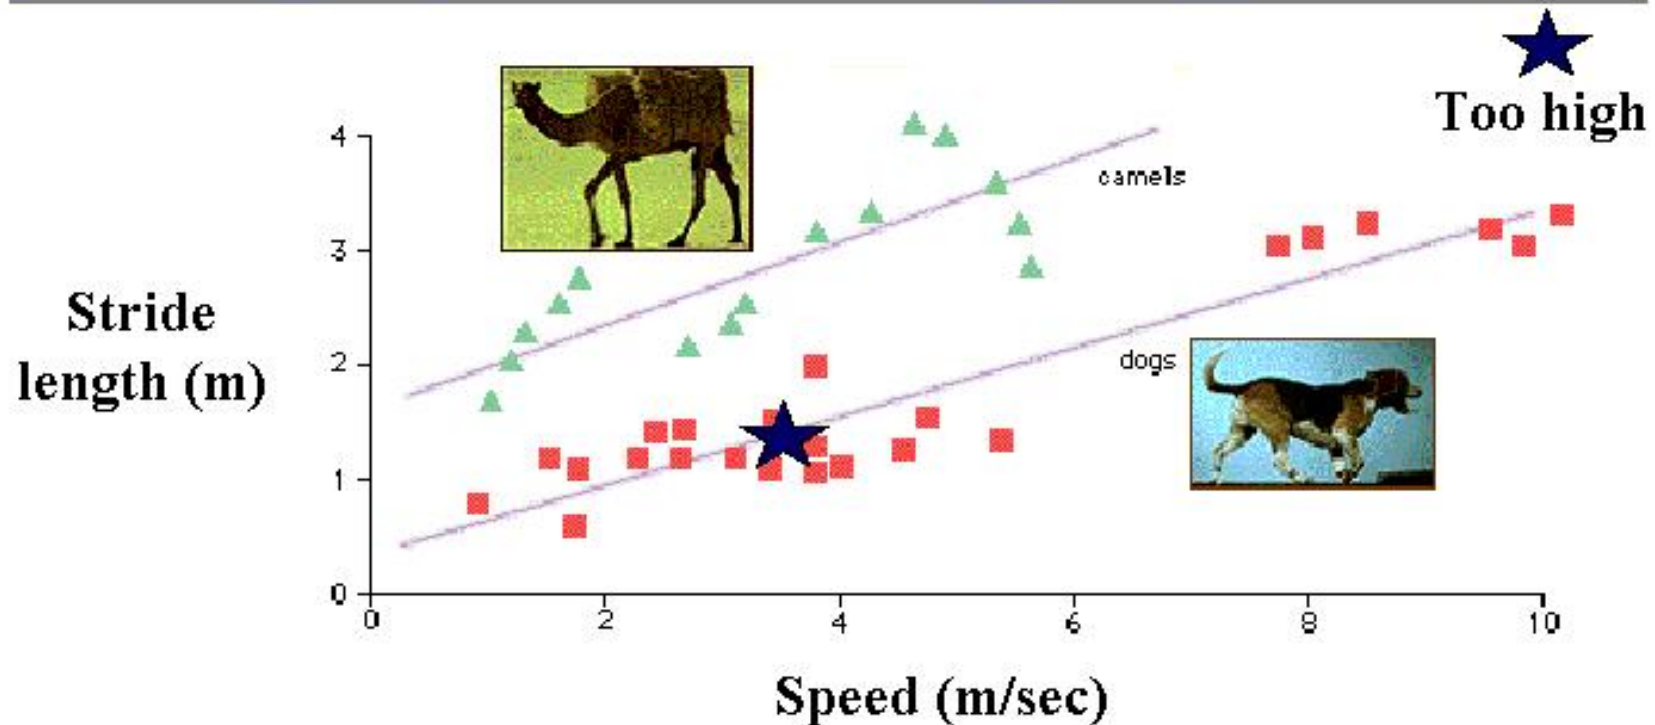 Too high
4
camels
3
Stride
length (m)
2
dogs
1
0
0 2 4 6 8 10
Speed (m/sec)